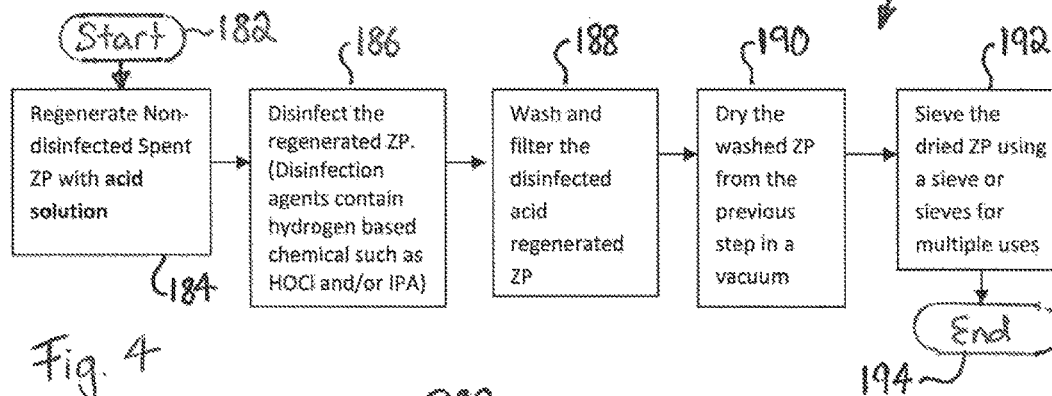 Start
182
186
188
190
192
Regenerate Non-
disinfected Spent
ZP with acid
solution
184
Disinfect the
regenerated ZP.
(Disinfection
agents contain
hydrogen based
chemical such as
HOCl and/or IPA)
Wash and
filter the
disinfected
acid
regenerated
ZP
Dry the
washed ZP
from the
previous
step in a
vacuum
Sieve the
dried ZP using
a sieve or
sieves for
multiple uses
End
194
Fig. 4